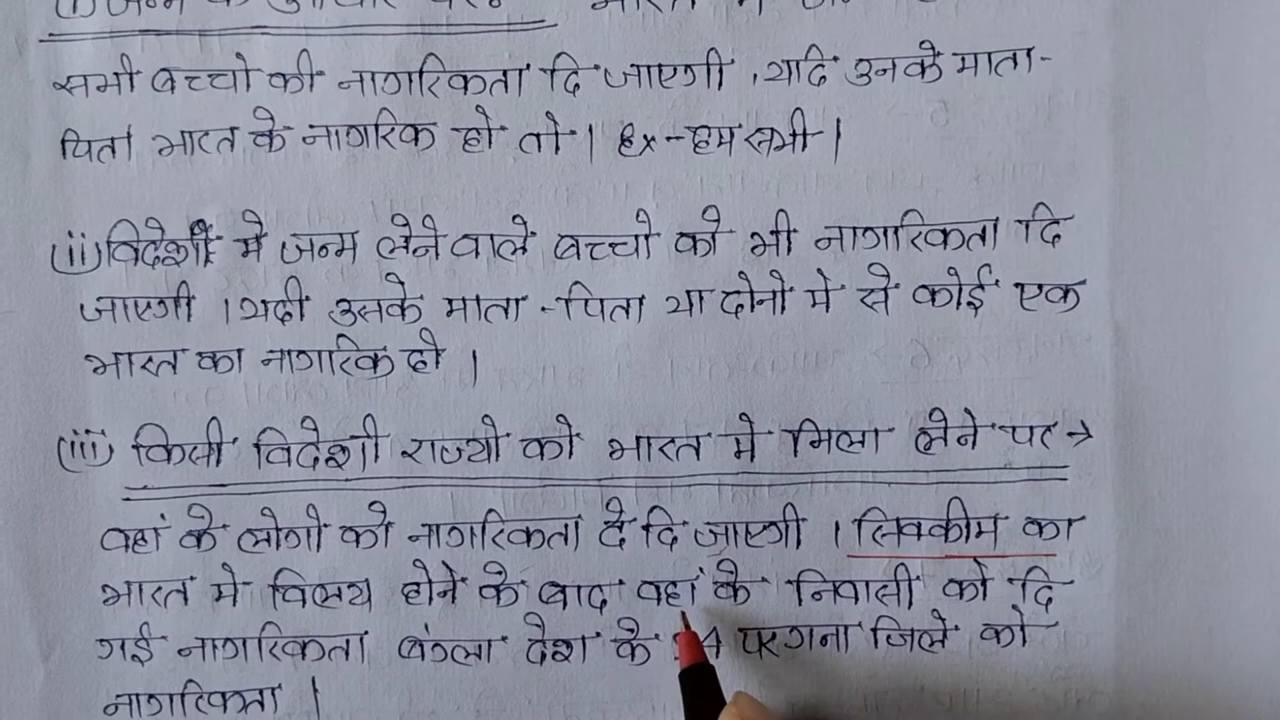 सभी बच्चो की नागरिकता दि जाएगी , यदि उनके माता-
पिता भारत के नागरिक हो तो | Ex - हम सभी |
(ii) विदेशी मे जन्म लेने वाले बच्चो को भी नागरिकता दि
जाएगी । यदी उसके माता - पिता या दोनो मे से कोई एक
भारत का नागरिक हो |
(iii) किसी विदेशी राज्यो को भारत मे मिला लेने पर →
वहां के लोगो को नागरिकता दे दि जाएगी । सिक्कीम का
भारत मे विलय होने के बाद वहां के निवासी को दि
गई नागरिकता बंग्ला देश के 4 परगना जिले को
नागरिकता |